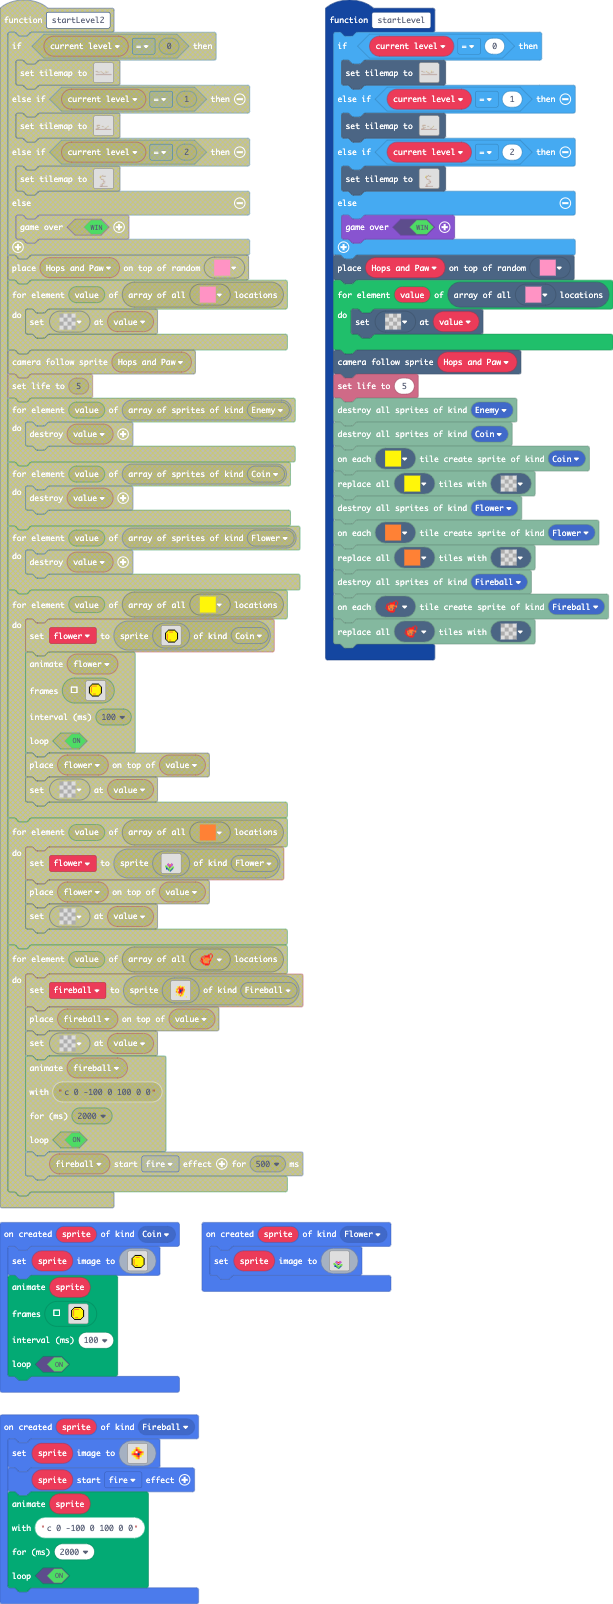 function startLevel2
if current level = 0 then
set tilemap to
else if current level = 1 then
set tilemap to
else if current level = 2 then
set tilemap to
else
game over WIN
place Hops and Paw on top of random
for element value of array of all locations
do set at value
camera follow sprite Hops and Paw
set life to 5
for element value of array of sprites of kind Enemy
do destroy value
for element value of array of sprites of kind Coin
do destroy value
for element value of array of sprites of kind Flower
do destroy value
for element value of array of all locations
do set flower to sprite of kind Coin
animate flower
frames
interval (ms) 100
loop ON
place flower on top of value
set at value
for element value of array of all locations
do set flower to sprite of kind Flower
place flower on top of value
set at value
for element value of array of all locations
do set fireball to sprite of kind Fireball
place fireball on top of value
set at value
animate fireball
with "c 0 -100 0 100 0 0"
for (ms) 2000
loop ON
fireball start fire effect for 500 ms
function startLevel
if current level = 0 then
set tilemap to
else if current level = 1 then
set tilemap to
else if current level = 2 then
set tilemap to
else
game over WIN
place Hops and Paw on top of random
for element value of array of all locations
do set at value
camera follow sprite Hops and Paw
set life to 5
destroy all sprites of kind Enemy
destroy all sprites of kind Coin
on each tile create sprite of kind Coin
replace all tiles with
destroy all sprites of kind Flower
on each tile create sprite of kind Flower
replace all tiles with
destroy all sprites of kind Fireball
on each tile create sprite of kind Fireball
replace all tiles with
on created sprite of kind Coin
set sprite image to
animate sprite
frames
interval (ms) 100
loop ON
on created sprite of kind Flower
set sprite image to
on created sprite of kind Fireball
set sprite image to
sprite start fire effect
animate sprite
with "c 0 -100 0 100 0 0"
for (ms) 2000
loop ON